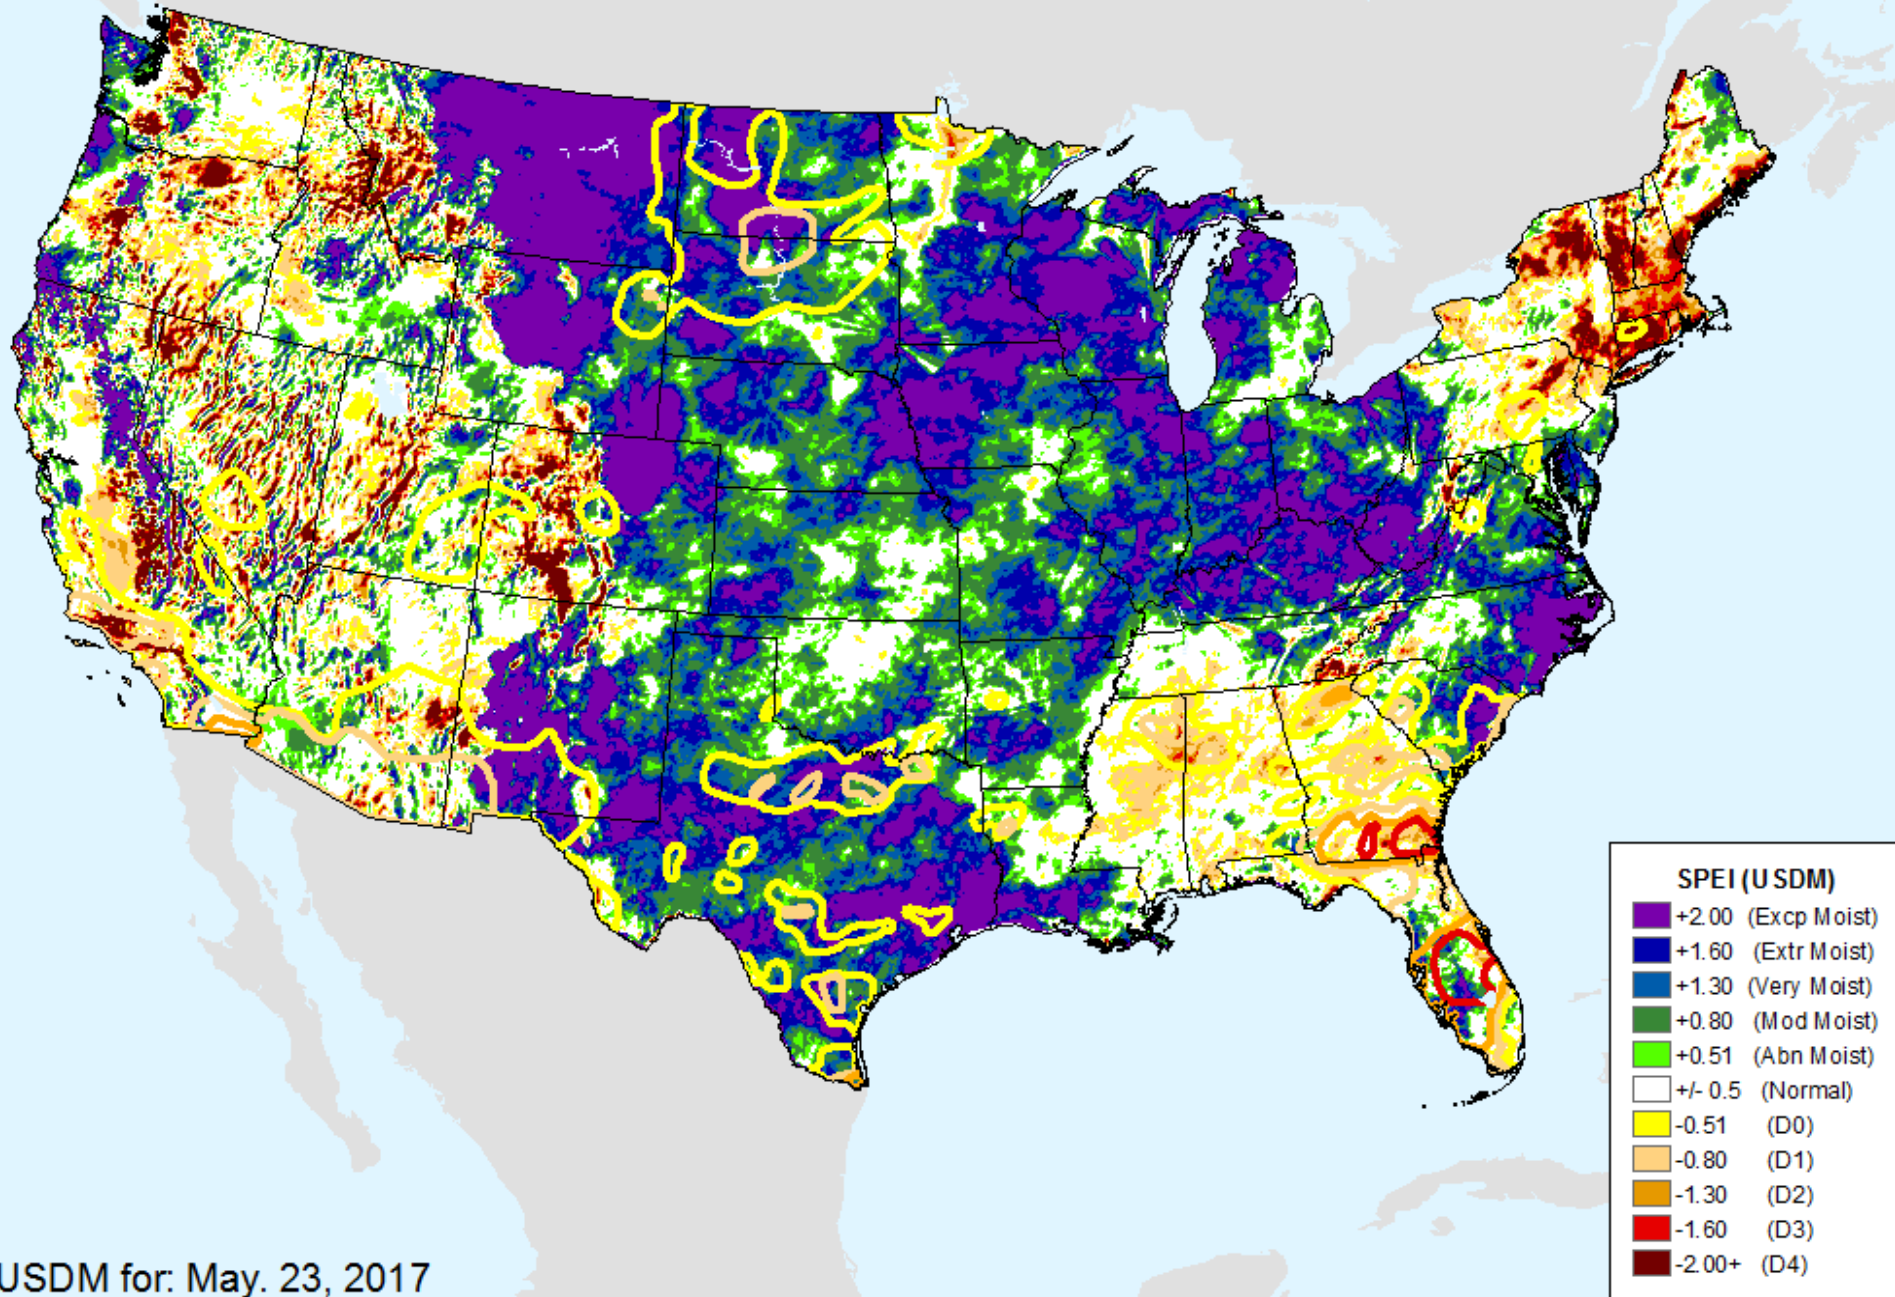 SPEI (USDM)
+2.00 (Excp Moist)
+1.60 (Extr Moist)
+1.30 (Very Moist)
+0.80 (Mod Moist)
+0.51 (Abn Moist)
+/- 0.5 (Normal)
-0.51 (D0)
-0.80 (D1)
-1.30 (D2)
-1.60 (D3)
-2.00+ (D4)
USDM for: May. 23, 2017